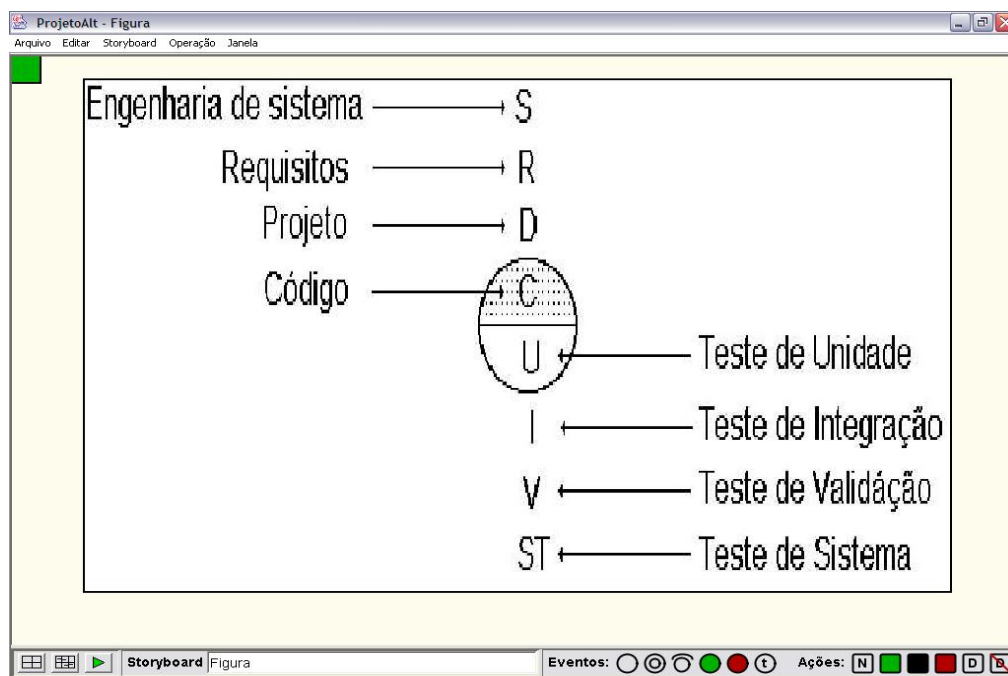 ProjetoAlt - Figura
Arquivo Editar Storyboard Operação Janela
Engenharia de sistema S
Requisitos R
Projeto D
Código C
U Teste de Unidade
I Teste de Integração
V Teste de Validáção
ST Teste de Sistema
Storyboard Figura Eventos: t Ações: N D D